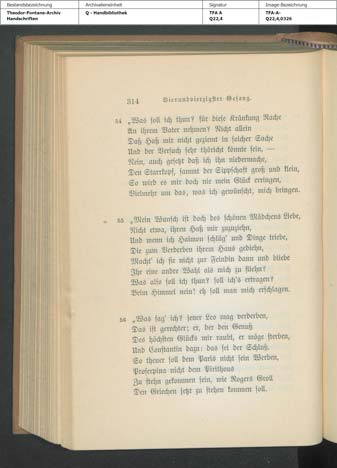 Bestandsbezeichnung Archivalieneinheit Signatur Image-Bezeichnung
Theodor-Fontane-Archiv Q - Handbibliothek TFA A TFA-A-
Handschriften Q22,4 Q22,4,0326
314 Vierundvierzigster Gesang.
54 „Was soll ich thun? für diese Kränkung Rache
An ihrem Vater nehmen? Nicht allein
Daß Haß mir nicht geziemt in solcher Sache
Und der Versuch sehr thöricht könnte sein, —
Nein, auch gesetzt daß ich ihn niedermache,
Den Starrkopf, sammt der Sippschaft groß und klein,
So wird es mir doch nie mein Glück erringen,
Vielmehr um das, was ich gewünscht, mich bringen.
55 „Mein Wunsch ist doch des schönen Mädchens Liebe,
Nicht etwa, ihren Haß mir zuzuziehn,
Und wenn ich Haimon schlüg' und Dinge triebe,
Die zum Verderben ihrem Haus gediehn,
Macht' ich sie nicht zur Feindin dann und bliebe
Ihr eine andre Wahl als mich zu fliehn?
Was also soll ich thun? soll ich's ertragen?
Beim Himmel nein! eh soll man mich erschlagen.
56 „Was sag' ich? jener Leo mag verderben,
Das ist gerechter; er, der den Genuß
Des höchsten Glücks mir raubt, er möge sterben,
Und Constantin dazu: das sei der Schluß.
So theuer soll dem Paris nicht sein Werben,
Proserpina nicht dem Pirithous
Zu stehn gekommen sein, wie Rogers Groll
Den Griechen jetzt zu stehen kommen soll.